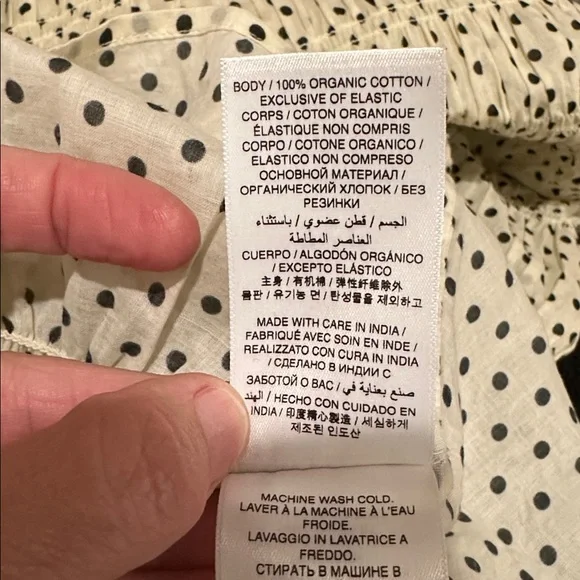 BODY / 100% ORGANIC COTTON /
EXCLUSIVE OF ELASTIC
CORPS / COTON ORGANIQUE /
ÉLASTIQUE NON COMPRIS
CORPO / COTONE ORGANICO /
ELASTICO NON COMPRESO
ОСНОВНОЙ МАТЕРИАЛ /
ОРГАНИЧЕСКИЙ ХЛОПОК / БЕЗ
РЕЗИНКИ
الجسم / قطن عضوي / باستثناء
العناصر المطاطة
CUERPO / ALGODÓN ORGÁNICO
/ EXCEPTO ELÁSTICO
主身 / 有机棉 / 弹性纤维除外
몸판 / 유기농 면 / 탄성물을 제외하고
MADE WITH CARE IN INDIA /
FABRIQUÉ AVEC SOIN EN INDE /
REALIZZATO CON CURA IN INDIA
/ СДЕЛАНО В ИНДИИ С
ЗАБОТОЙ О ВАС / صنع بعناية في
الهند / HECHO CON CUIDADO EN
INDIA / 印度精心製造 / 세심하게
제조된 인도산
MACHINE WASH COLD.
LAVER À LA MACHINE À L'EAU
FROIDE.
LAVAGGIO IN LAVATRICE A
FREDDO.
СТИРАТЬ В МАШИНЕ В